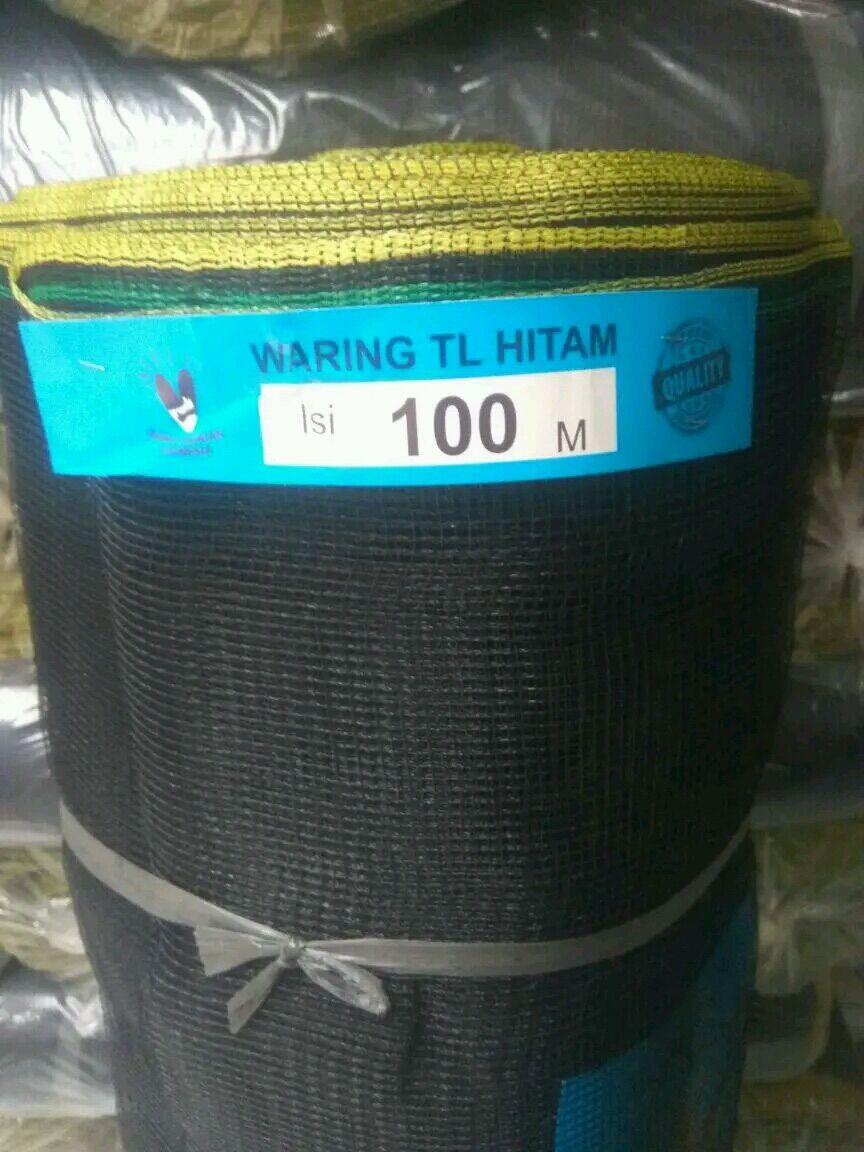 WARING TL HITAM
QUALITY
Isi 100 M